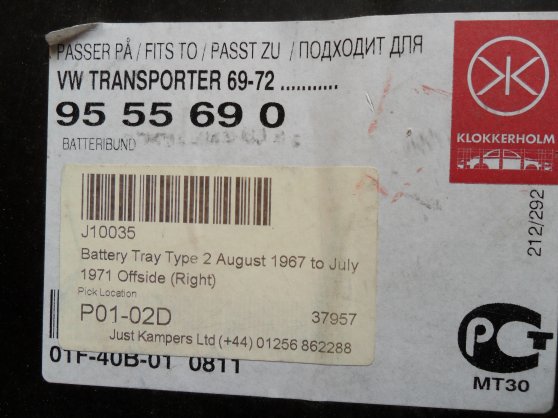 PASSER PÅ / FITS TO / PASST ZU / ПОДХОДИТ ДЛЯ
VW TRANSPORTER 69-72 ...........
95 55 69 0
BATTERIBUND
KLOKKERHOLM
212/292
J10035
Battery Tray Type 2 August 1967 to July
1971 Offside (Right)
Pick Location
P01-02D 37957
Just Kampers Ltd (+44) 01256 862288
01F-40B-01 0811
РСТ
MT30